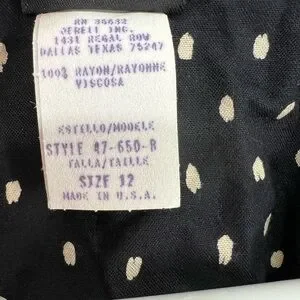 RN 36632
JERELL INC.
1431 REGAL ROW
DALLAS TEXAS 75247
100% RAYON/RAYONNE
VISCOSA
ESTILLO/MODELE
STYLE 47-650-R
TALLA/TAILLE
SIZE 12
MADE IN U.S.A.